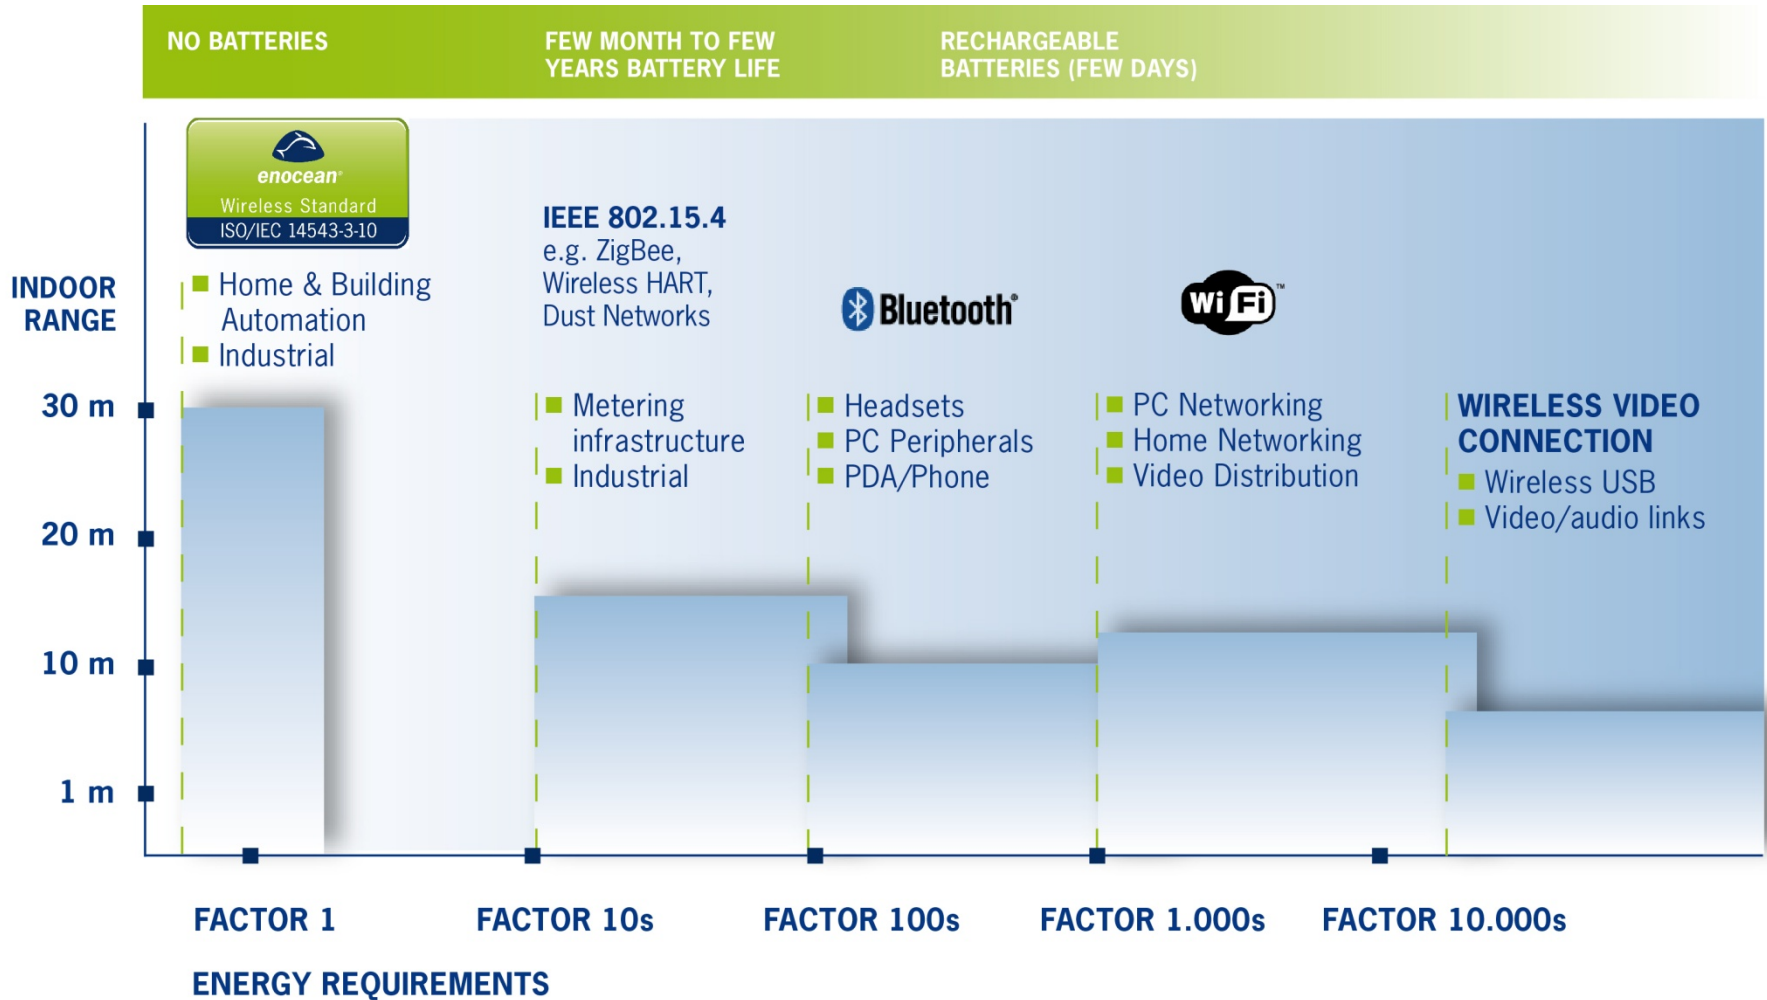 NO BATTERIES
FEW MONTH TO FEW
YEARS BATTERY LIFE
RECHARGEABLE
BATTERIES (FEW DAYS)
enocean®
Wireless Standard
ISO/IEC 14543-3-10
Home & Building
Automation
Industrial
IEEE 802.15.4
e.g. ZigBee,
Wireless HART,
Dust Networks
Metering
infrastructure
Industrial
Bluetooth®
Headsets
PC Peripherals
PDA/Phone
WiFi™
PC Networking
Home Networking
Video Distribution
WIRELESS VIDEO
CONNECTION
Wireless USB
Video/audio links
INDOOR
RANGE
30 m
20 m
10 m
1 m
FACTOR 1
FACTOR 10s
FACTOR 100s
FACTOR 1.000s
FACTOR 10.000s
ENERGY REQUIREMENTS